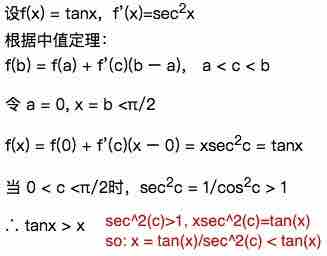 设f(x) = tanx，f'(x)=sec²x
根据中值定理：
f(b) = f(a) + f'(c)(b — a)， a < c < b
令 a = 0, x = b <π/2
f(x) = f(0) + f'(c)(x — 0) = xsec²c = tanx
当 0 < c <π/2时，sec²c = 1/cos²c > 1
∴ tanx > x
sec^2(c)>1, xsec^2(c)=tan(x)
so: x = tan(x)/sec^2(c) < tan(x)